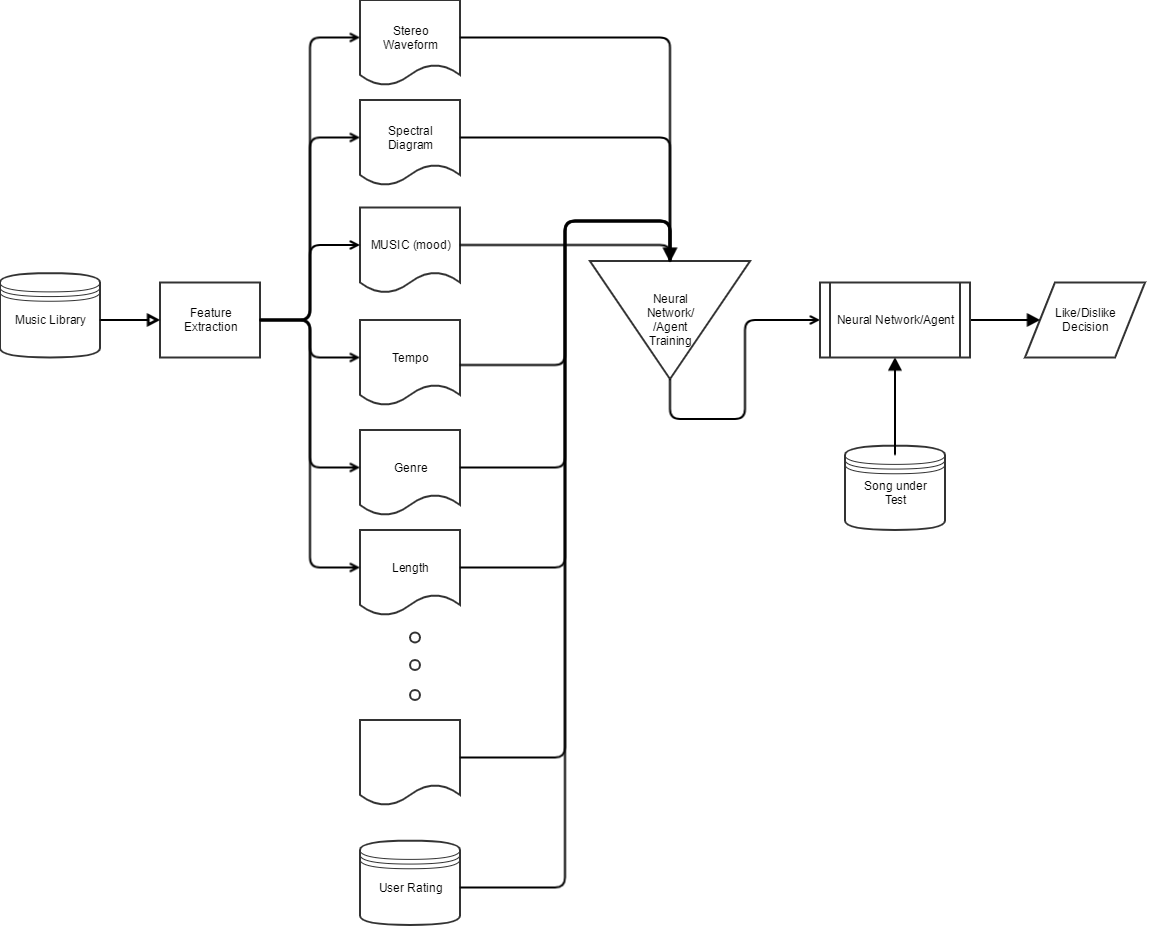 Stereo
Waveform
Spectral
Diagram
MUSIC (mood)
Music Library
Feature
Extraction
Tempo
Genre
Length
User Rating
Neural
Network/
/Agent
Training
Neural Network/Agent
Like/Dislike
Decision
Song under
Test